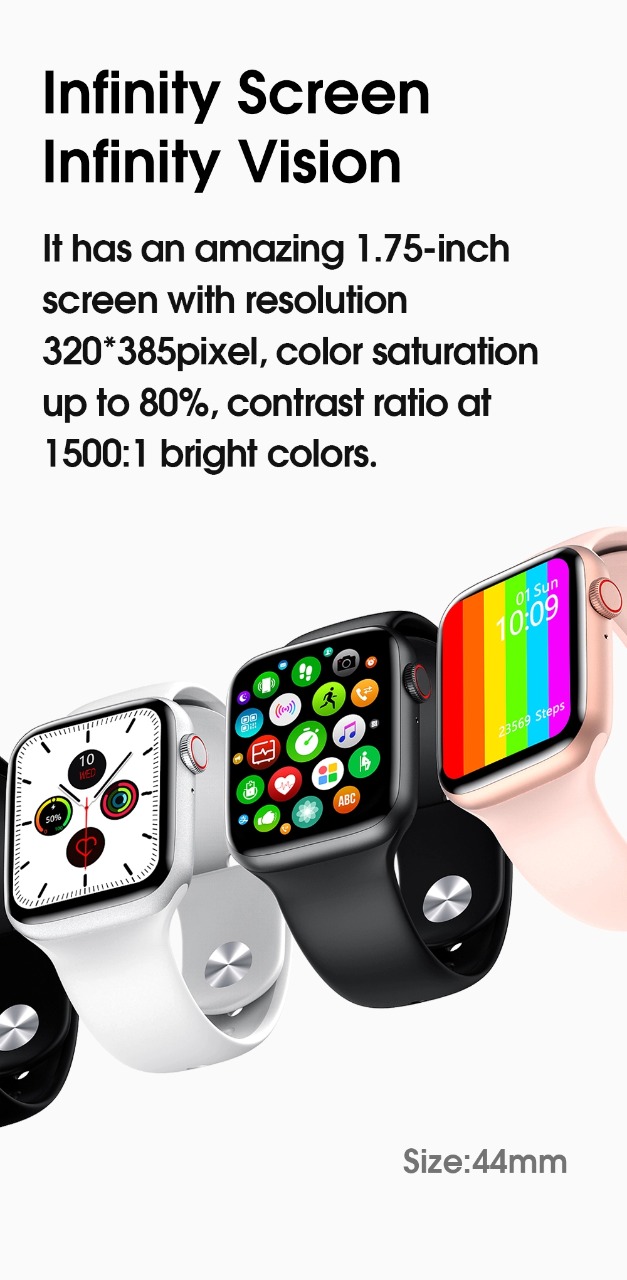 Infinity Screen
Infinity Vision
It has an amazing 1.75-inch
screen with resolution
320*385pixel, color saturation
up to 80%, contrast ratio at
1500:1 bright colors.
01 Sun
10:09
23569 Steps
10
WED
50%
ABC
Size:44mm